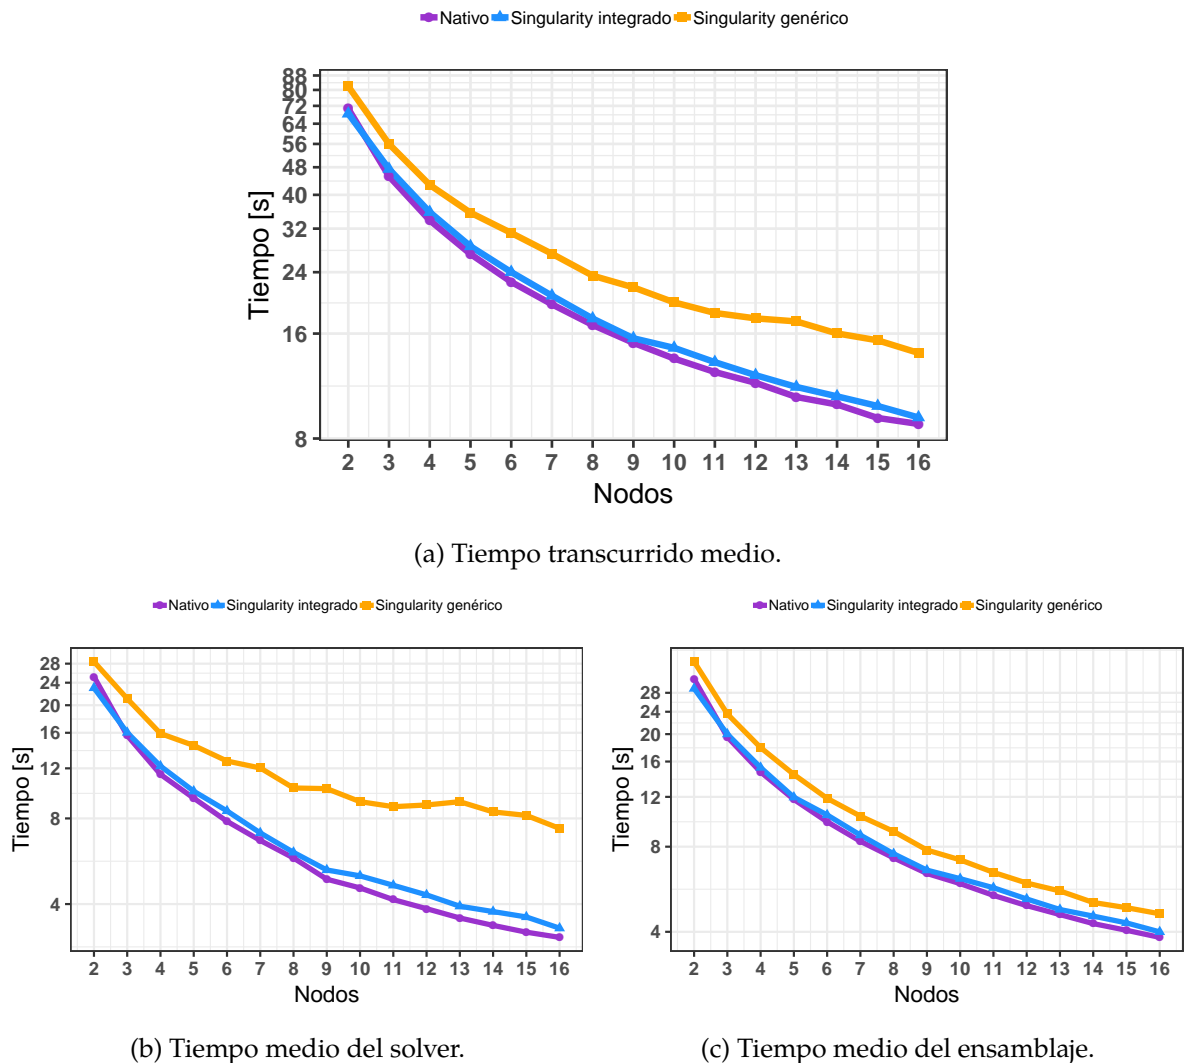 Nativo Singularity integrado Singularity genérico
88
80
72
64
56
48
40
32
24
16
8
Tiempo [s]
2 3 4 5 6 7 8 9 10 11 12 13 14 15 16
Nodos
(a) Tiempo transcurrido medio.
Nativo Singularity integrado Singularity genérico
28
24
20
16
12
8
4
Tiempo [s]
2 3 4 5 6 7 8 9 10 11 12 13 14 15 16
Nodos
(b) Tiempo medio del solver.
Nativo Singularity integrado Singularity genérico
28
24
20
16
12
8
4
Tiempo [s]
2 3 4 5 6 7 8 9 10 11 12 13 14 15 16
Nodos
(c) Tiempo medio del ensamblaje.